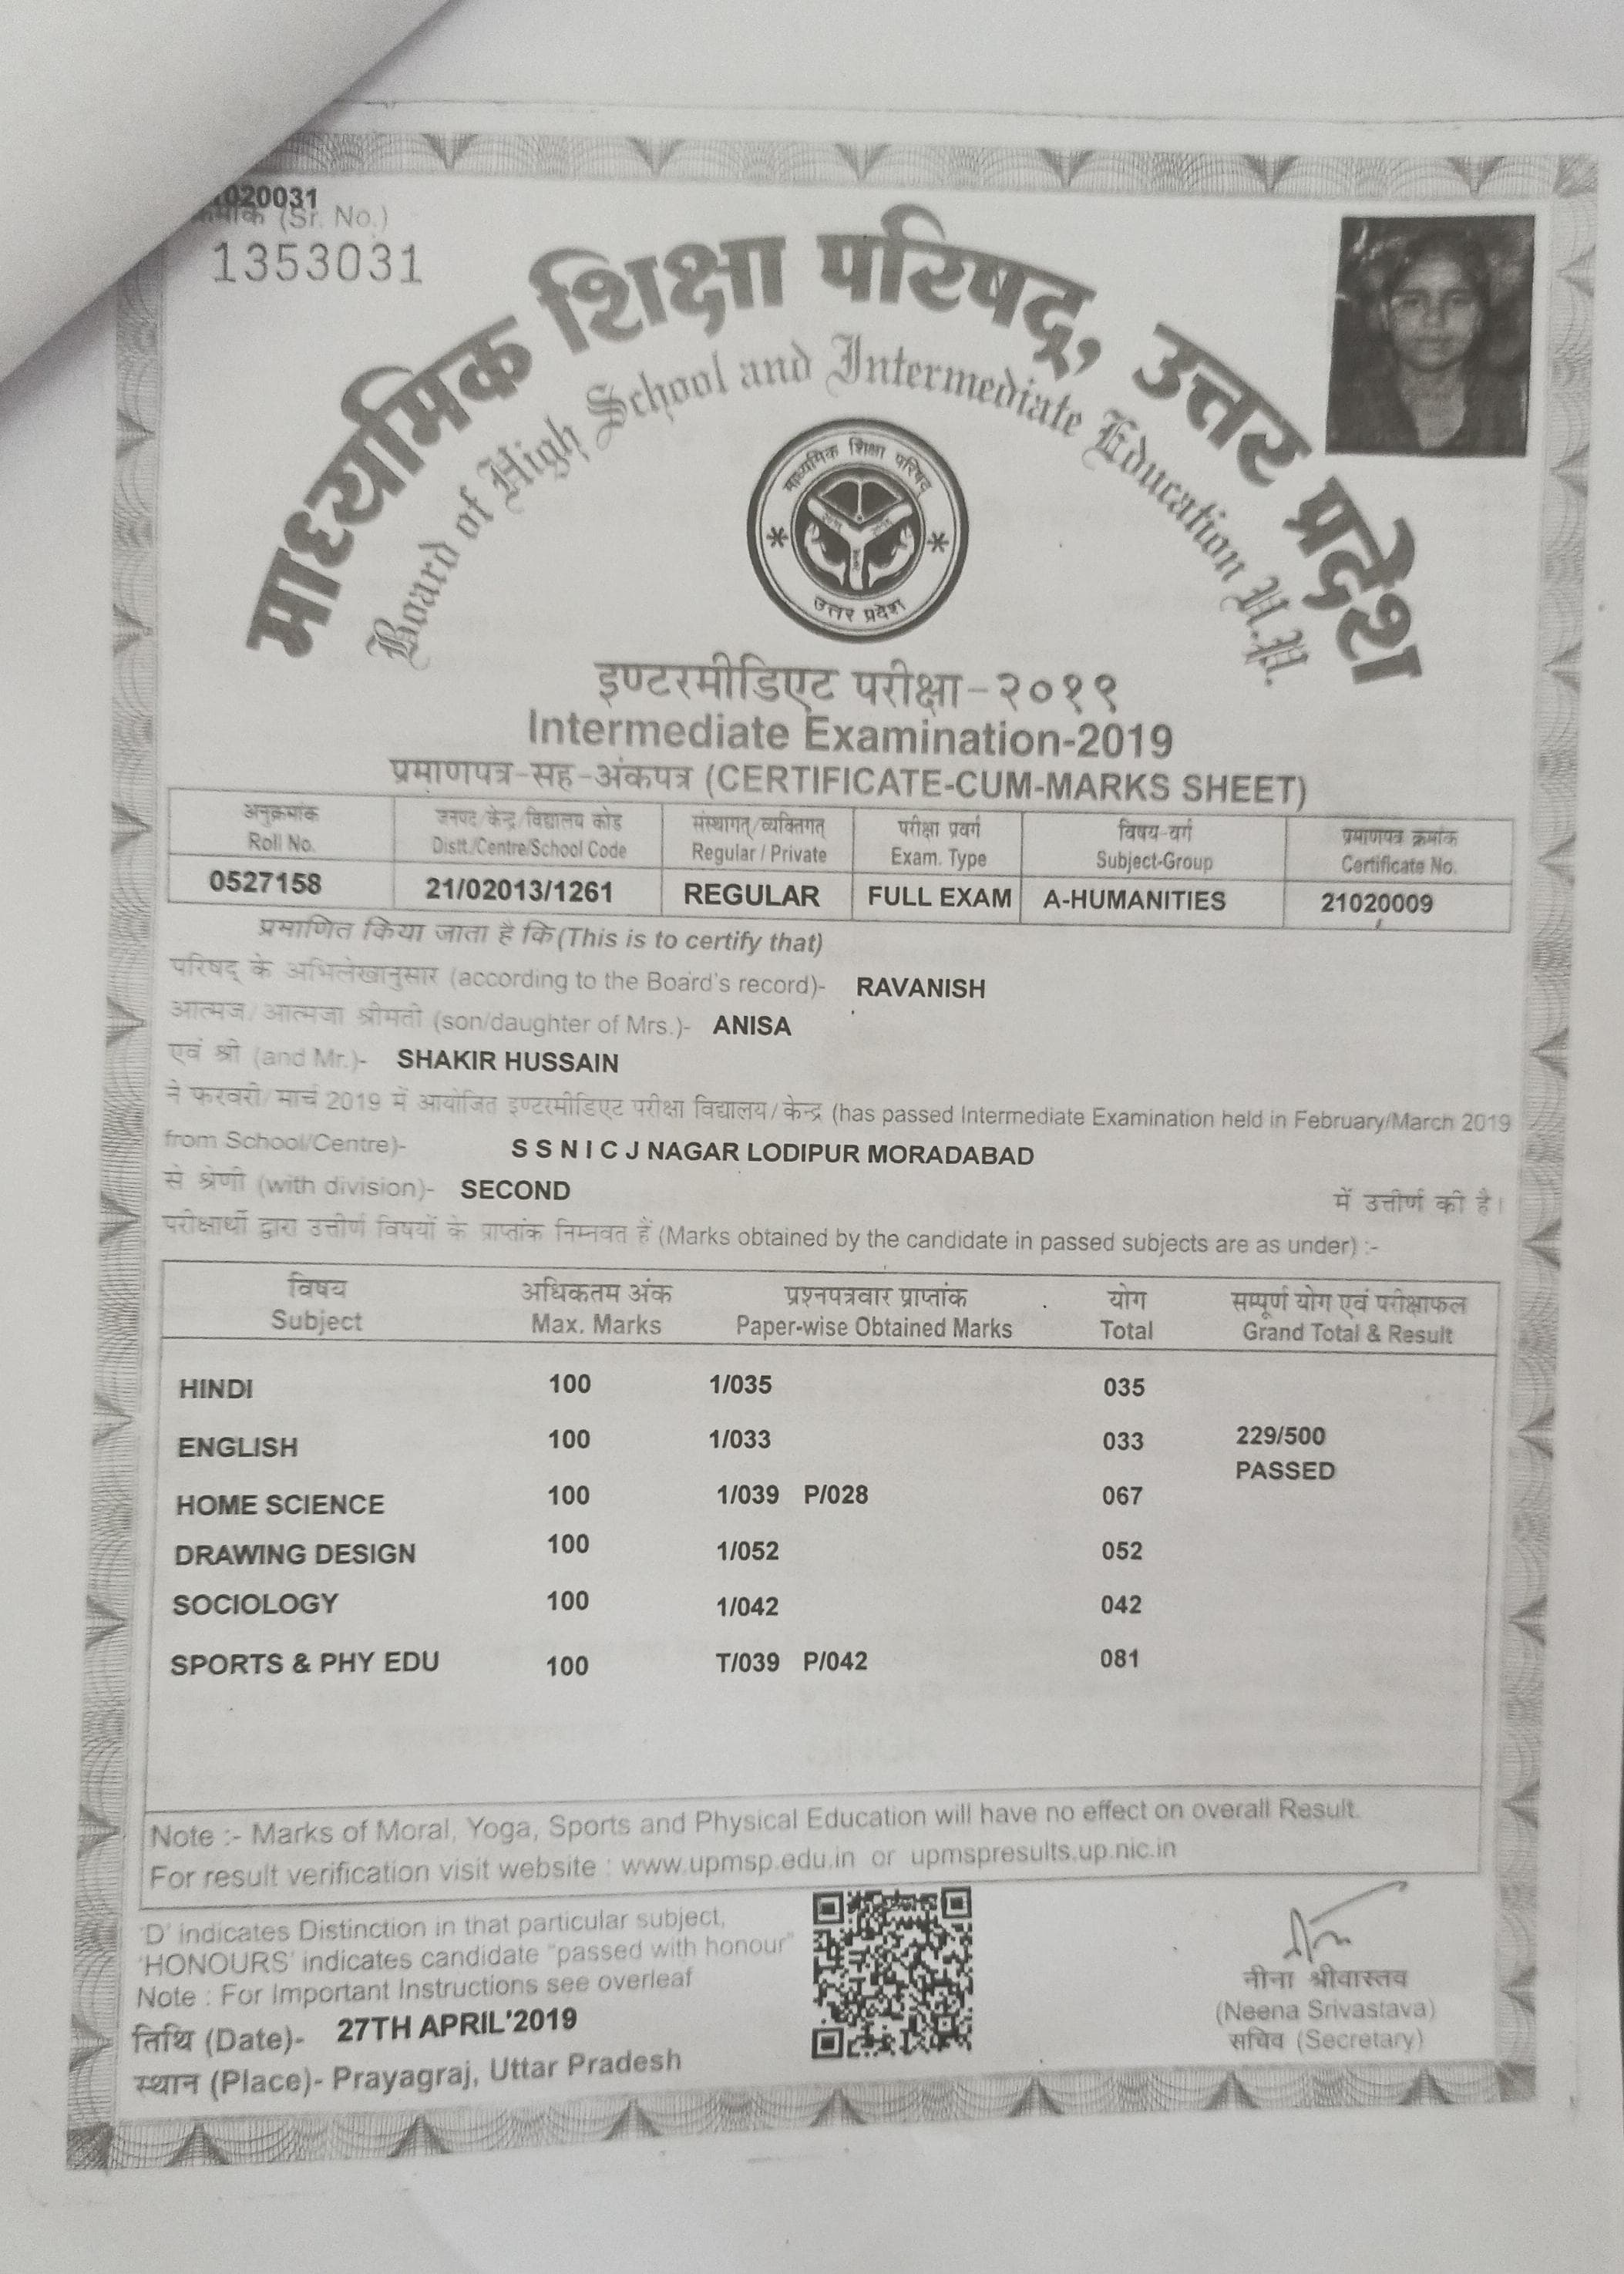 020031
क्रमांक (Sr. No.)
1353031
माध्यमिक शिक्षा परिषद्, उत्तर प्रदेश
Board of High School and Intermediate Education U.P.
माध्यमिक शिक्षा परिषद्
उत्तर प्रदेश
इण्टरमीडिएट परीक्षा-२०१९
Intermediate Examination-2019
प्रमाणपत्र-सह-अंकपत्र (CERTIFICATE-CUM-MARKS SHEET)
अनुक्रमांक जनपद/केन्द्र/विद्यालय कोड संस्थागत्/व्यक्तिगत् परीक्षा प्रवर्ग विषय-वर्ग प्रमाणपत्र क्रमांक
Roll No. Distt./Centre/School Code Regular / Private Exam. Type Subject-Group Certificate No.
0527158 21/02013/1261 REGULAR FULL EXAM A-HUMANITIES 21020009
प्रमाणित किया जाता है कि (This is to certify that)
परिषद् के अभिलेखानुसार (according to the Board's record)- RAVANISH
आत्मज/आत्मजा श्रीमती (son/daughter of Mrs.)- ANISA
एवं श्री (and Mr.)- SHAKIR HUSSAIN
ने फरवरी/मार्च 2019 में आयोजित इण्टरमीडिएट परीक्षा विद्यालय/केन्द्र (has passed Intermediate Examination held in February/March 2019
from School/Centre)- S S N I C J NAGAR LODIPUR MORADABAD
से श्रेणी (with division)- SECOND में उत्तीर्ण की है।
परीक्षार्थी द्वारा उत्तीर्ण विषयों के प्राप्तांक निम्नवत हैं (Marks obtained by the candidate in passed subjects are as under) :-
विषय अधिकतम अंक प्रश्नपत्रवार प्राप्तांक योग सम्पूर्ण योग एवं परीक्षाफल
Subject Max. Marks Paper-wise Obtained Marks Total Grand Total & Result
HINDI 100 1/035 035
ENGLISH 100 1/033 033 229/500
PASSED
HOME SCIENCE 100 1/039 P/028 067
DRAWING DESIGN 100 1/052 052
SOCIOLOGY 100 1/042 042
SPORTS & PHY EDU 100 T/039 P/042 081
Note :- Marks of Moral, Yoga, Sports and Physical Education will have no effect on overall Result.
For result verification visit website : www.upmsp.edu.in or upmspresults.up.nic.in
'D' indicates Distinction in that particular subject,
'HONOURS' indicates candidate "passed with honour"
Note : For Important Instructions see overleaf
तिथि (Date)- 27TH APRIL'2019
स्थान (Place)- Prayagraj, Uttar Pradesh
नीना श्रीवास्तव
(Neena Srivastava)
सचिव (Secretary)